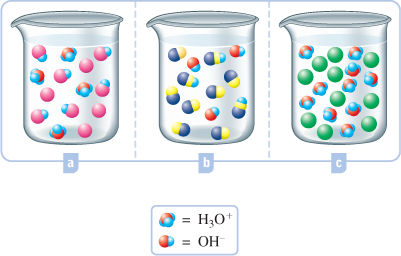 a
b
c
= H₃O⁺
= OH⁻